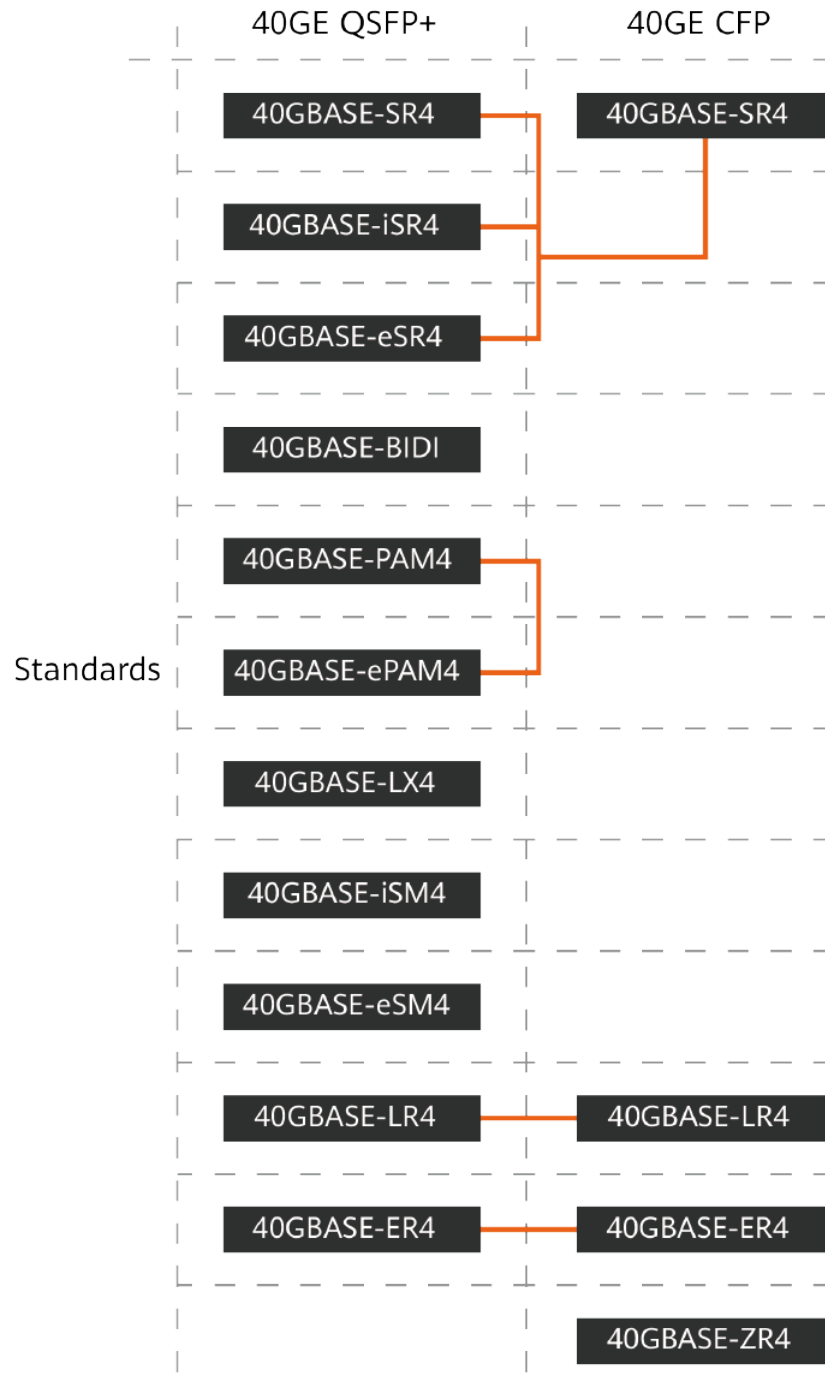 40GE QSFP+ 40GE CFP
40GBASE-SR4 40GBASE-SR4
40GBASE-iSR4
40GBASE-eSR4
40GBASE-BIDI
40GBASE-PAM4
Standards 40GBASE-ePAM4
40GBASE-LX4
40GBASE-iSM4
40GBASE-eSM4
40GBASE-LR4 40GBASE-LR4
40GBASE-ER4 40GBASE-ER4
40GBASE-ZR4